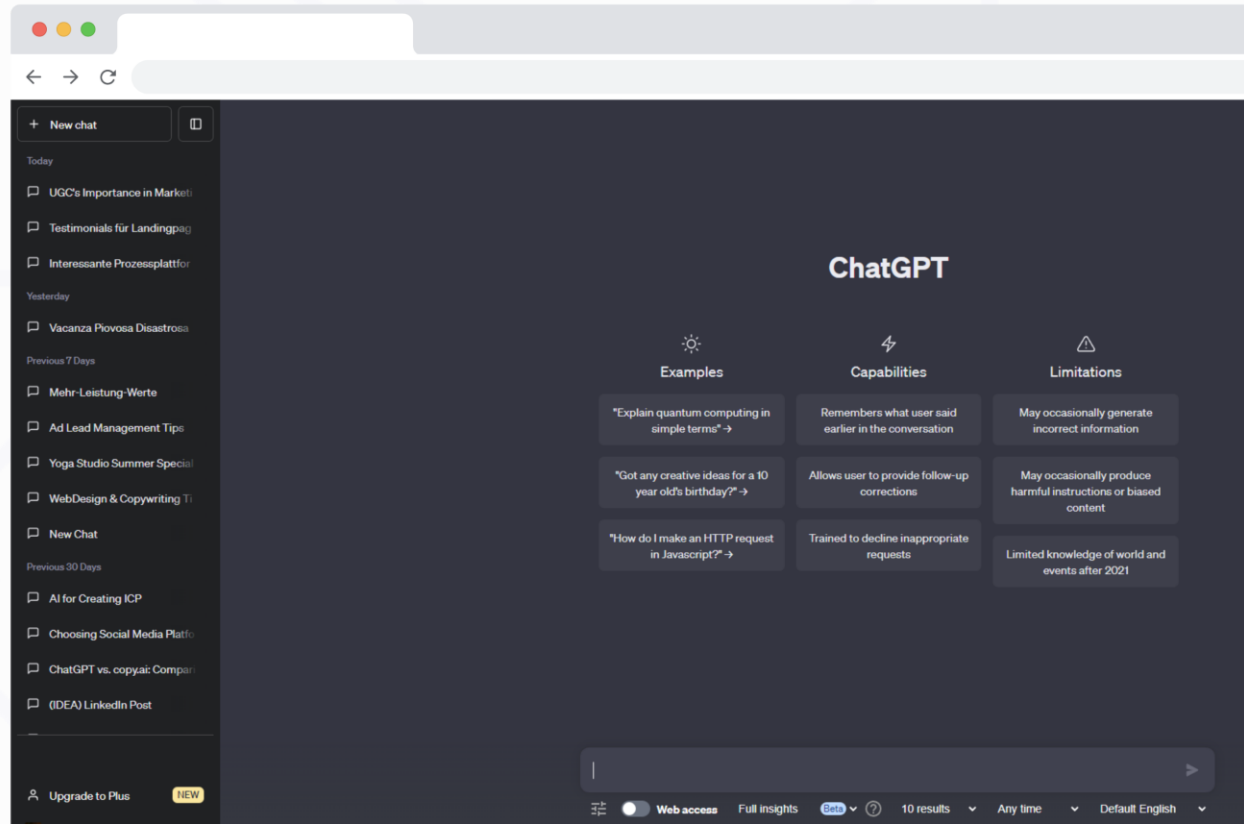 + New chat
Today
UGC's Importance in Marketi
Testimonials für Landingpag
Interessante Prozessplattfor
Yesterday
Vacanza Piovosa Disastrosa
Previous 7 Days
Mehr-Leistung-Werte
Ad Lead Management Tips
Yoga Studio Summer Special
WebDesign & Copywriting Ti
New Chat
Previous 30 Days
AI for Creating ICP
Choosing Social Media Platfo
ChatGPT vs. copy.ai: Compari
(IDEA) LinkedIn Post
Upgrade to Plus NEW
ChatGPT
Examples
"Explain quantum computing in
simple terms" →
"Got any creative ideas for a 10
year old's birthday?" →
"How do I make an HTTP request
in Javascript?" →
Capabilities
Remembers what user said
earlier in the conversation
Allows user to provide follow-up
corrections
Trained to decline inappropriate
requests
Limitations
May occasionally generate
incorrect information
May occasionally produce
harmful instructions or biased
content
Limited knowledge of world and
events after 2021
Web access Full insights Beta 10 results Any time Default English